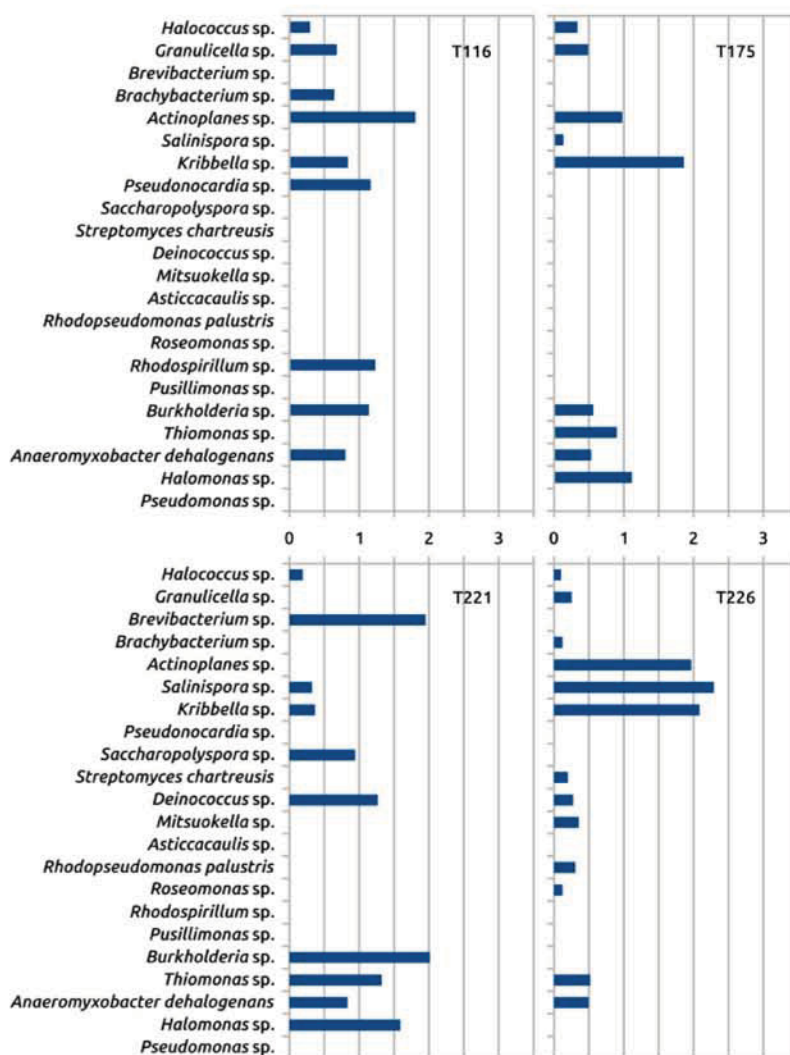 Halococcus sp.
Granulicella sp. T116 T175
Brevibacterium sp.
Brachybacterium sp.
Actinoplanes sp.
Salinispora sp.
Kribbella sp.
Pseudonocardia sp.
Saccharopolyspora sp.
Streptomyces chartreusis
Deinococcus sp.
Mitsuokella sp.
Asticcacaulis sp.
Rhodopseudomonas palustris
Roseomonas sp.
Rhodospirillum sp.
Pusillimonas sp.
Burkholderia sp.
Thiomonas sp.
Anaeromyxobacter dehalogenans
Halomonas sp.
Pseudomonas sp.
0 1 2 3 0 1 2 3
Halococcus sp.
Granulicella sp. T221 T226
Brevibacterium sp.
Brachybacterium sp.
Actinoplanes sp.
Salinispora sp.
Kribbella sp.
Pseudonocardia sp.
Saccharopolyspora sp.
Streptomyces chartreusis
Deinococcus sp.
Mitsuokella sp.
Asticcacaulis sp.
Rhodopseudomonas palustris
Roseomonas sp.
Rhodospirillum sp.
Pusillimonas sp.
Burkholderia sp.
Thiomonas sp.
Anaeromyxobacter dehalogenans
Halomonas sp.
Pseudomonas sp.